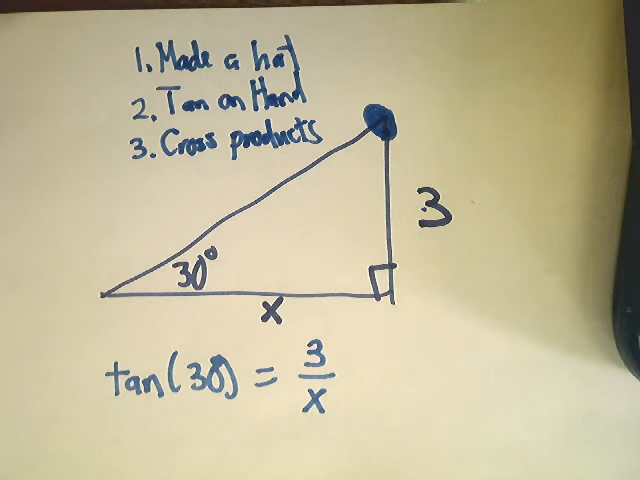 1. Made a hat
2. Tan on Hand
3. Cross products
3
30°
x
tan(30) = 3/x